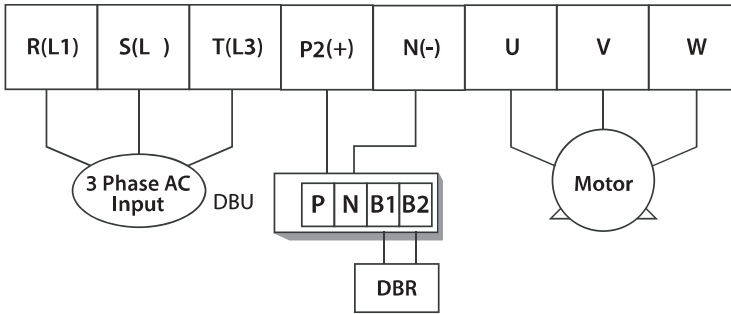 R(L1) S(L ) T(L3) P2(+) N(-) U V W
3 Phase AC
Input
DBU
P N B1 B2
Motor
DBR